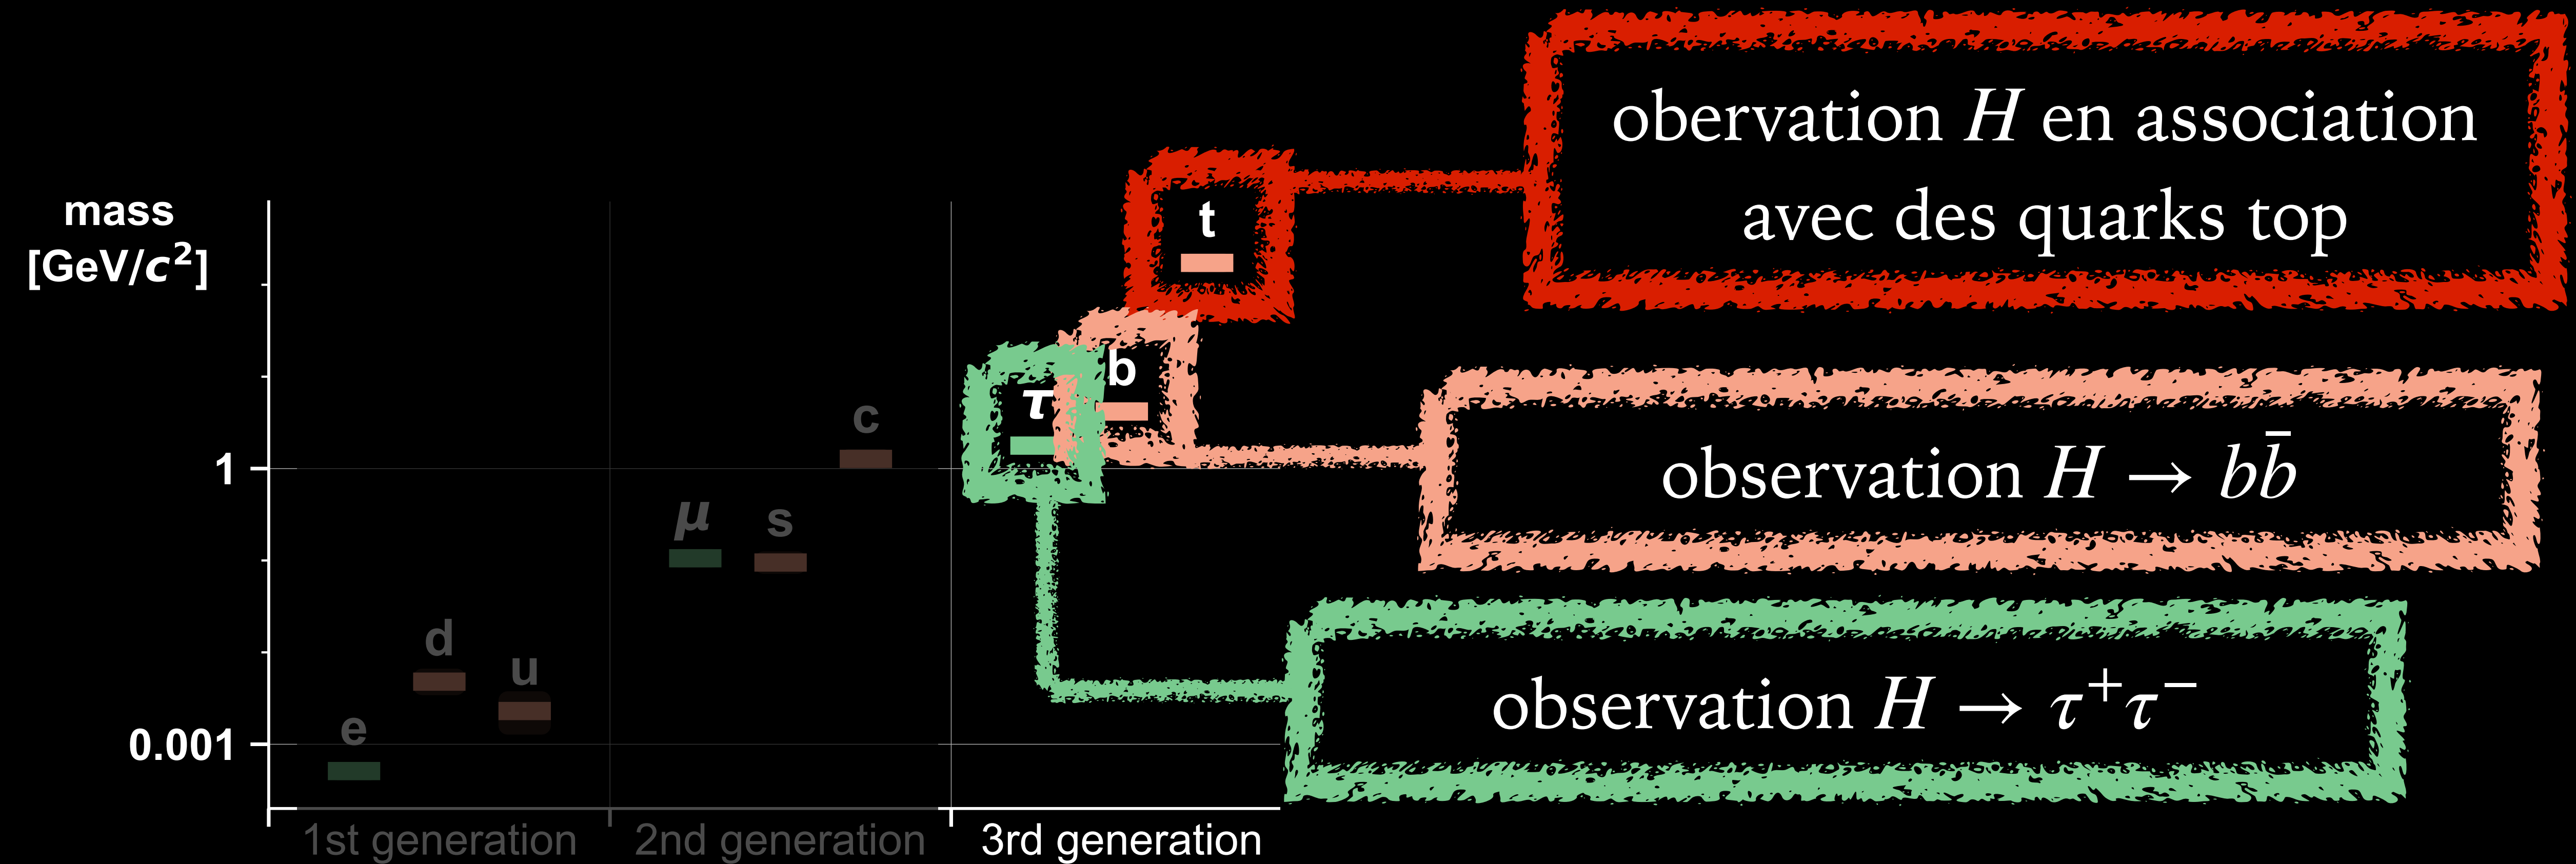 obervation H en association
avec des quarks top
mass
[GeV/c²]
t
b
τ
observation H → bb̄
c
1
μ
s
observation H → τ⁺τ⁻
d
u
e
0.001
1st generation
2nd generation
3rd generation